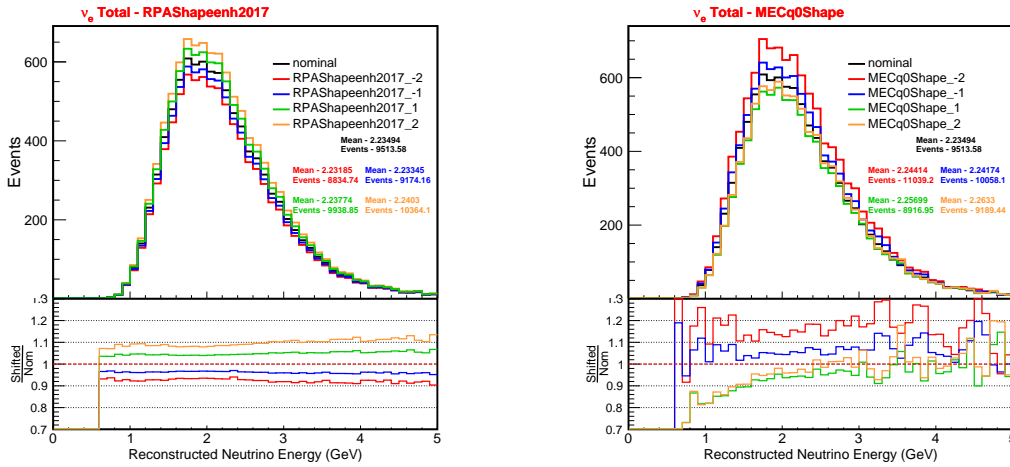 νe Total - RPAShapeenh2017
Events
600
400
200
nominal
RPAShapeenh2017_-2
RPAShapeenh2017_-1
RPAShapeenh2017_1
RPAShapeenh2017_2
Mean - 2.23494
Events - 9513.58
Mean - 2.23185 Mean - 2.23345
Events - 8834.74 Events - 9174.16
Mean - 2.23774 Mean - 2.2403
Events - 9938.85 Events - 10364.1
Shifted
Nom
1.3
1.2
1.1
1
0.9
0.8
0.7
0 1 2 3 4 5
Reconstructed Neutrino Energy (GeV)
νe Total - MECq0Shape
Events
600
400
200
nominal
MECq0Shape_-2
MECq0Shape_-1
MECq0Shape_1
MECq0Shape_2
Mean - 2.23494
Events - 9513.58
Mean - 2.24414 Mean - 2.24174
Events - 11039.2 Events - 10058.1
Mean - 2.25699 Mean - 2.2633
Events - 8916.95 Events - 9189.44
Shifted
Nom
1.3
1.2
1.1
1
0.9
0.8
0.7
0 1 2 3 4 5
Reconstructed Neutrino Energy (GeV)